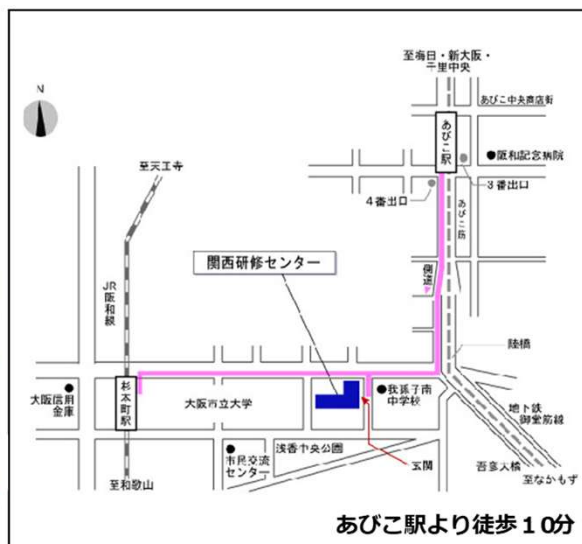 至梅田・新大阪・
千里中央
あびこ中央商店街
N
あびこ駅
阪和記念病院
至天王寺
3番出口
4番出口
あびこ筋
関西研修センター
側道
JR阪和線
陸橋
杉本町駅
大阪信用
金庫
大阪市立大学
我孫子南
中学校
地下鉄
御堂筋線
浅香中央公園
市民交流
センター
玄関
吾彦大橋
至なかもず
至和歌山
あびこ駅より徒歩10分